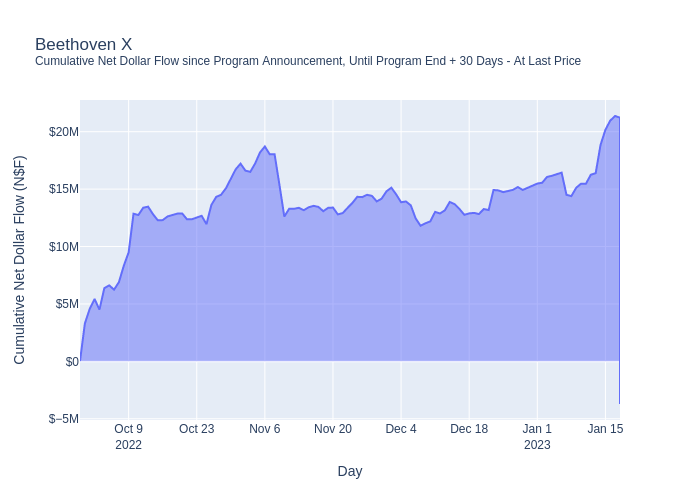 Beethoven X
Cumulative Net Dollar Flow since Program Announcement, Until Program End + 30 Days - At Last Price
Cumulative Net Dollar Flow (N$F)
$20M
$15M
$10M
$5M
$0
$−5M
Oct 9
2022
Oct 23
Nov 6
Nov 20
Dec 4
Dec 18
Jan 1
2023
Jan 15
Day